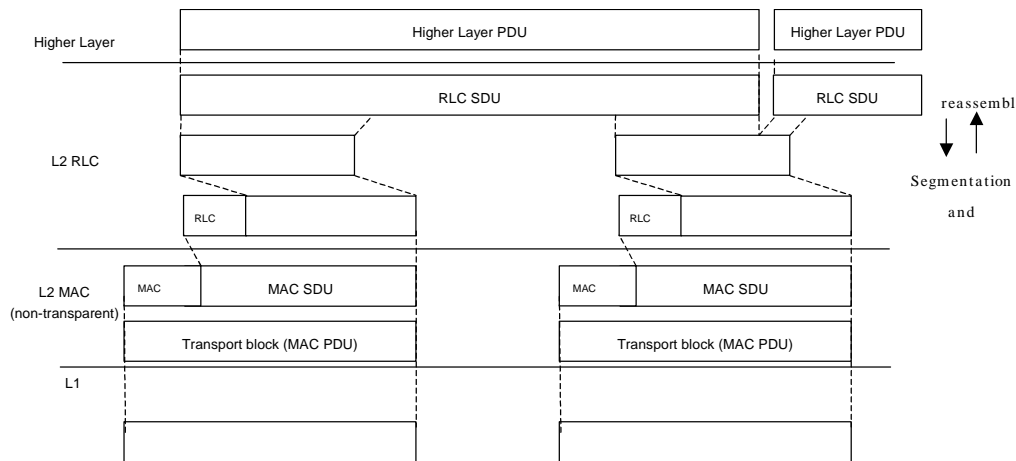 Higher Layer
Higher Layer PDU
Higher Layer PDU
RLC SDU
RLC SDU
reassembl
L2 RLC
Segmentation
and
RLC
RLC
L2 MAC
(non-transparent)
MAC
MAC SDU
MAC
MAC SDU
Transport block (MAC PDU)
Transport block (MAC PDU)
L1